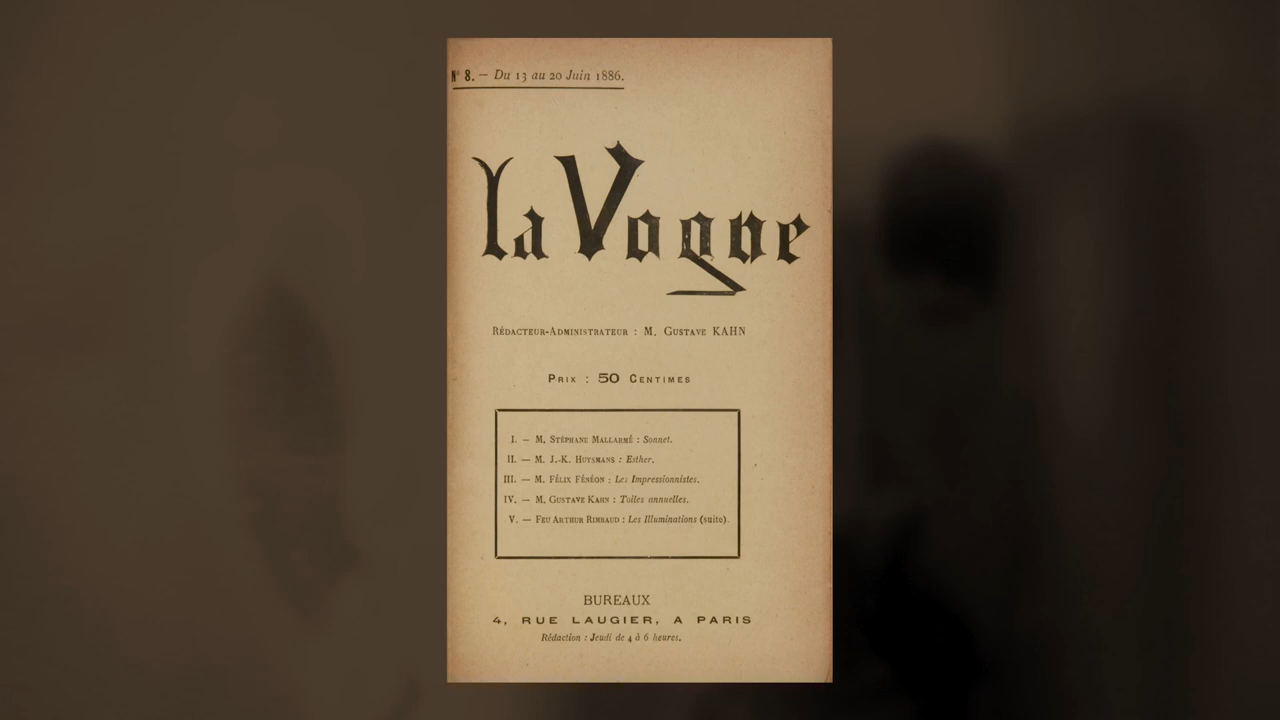 N° 8. — Du 13 au 20 Juin 1886.
la Vogue
RÉDACTEUR-ADMINISTRATEUR : M. GUSTAVE KAHN
PRIX : 50 CENTIMES
I. — M. STÉPHANE MALLARMÉ : Sonnet.
II. — M. J.-K. HUYSMANS : Esther.
III. — M. FÉLIX FÉNÉON : Les Impressionnistes.
IV. — M. GUSTAVE KAHN : Toiles annuelles.
V. — FEU ARTHUR RIMBAUD : Les Illuminations (suite).
BUREAUX
4, RUE LAUGIER, A PARIS
Rédaction : Jeudi de 4 à 6 heures.